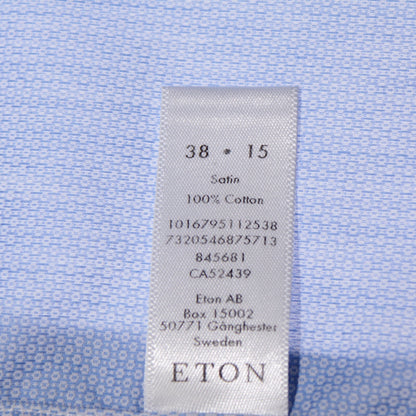 38 • 15
Satin
100% Cotton
1016795112538
7320546875713
845681
CA52439
Eton AB
Box 15002
50771 Gånghester
Sweden
ETON